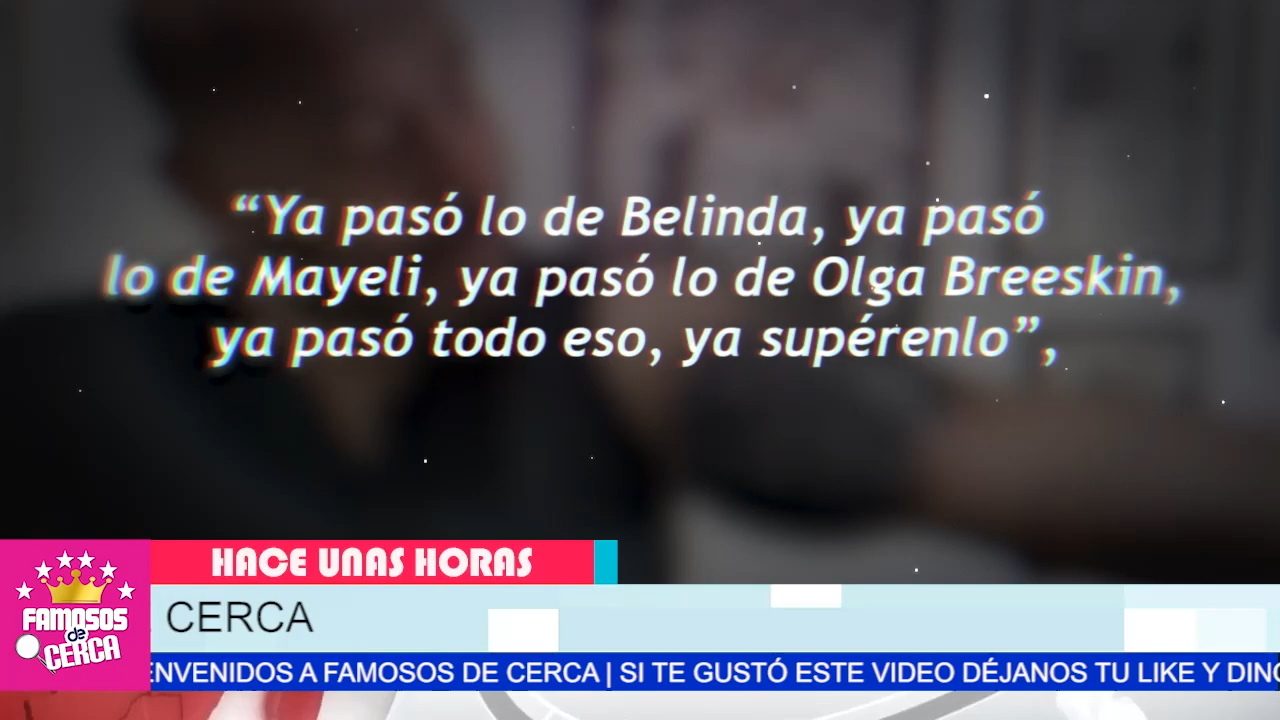 “Ya pasó lo de Belinda, ya pasó
lo de Mayeli, ya pasó lo de Olga Breeskin,
ya pasó todo eso, ya supérenlo”,
HACE UNAS HORAS
CERCA
FAMOSOS
de
CERCA
ENVENIDOS A FAMOSOS DE CERCA | SI TE GUSTÓ ESTE VIDEO DÉJANOS TU LIKE Y DINO